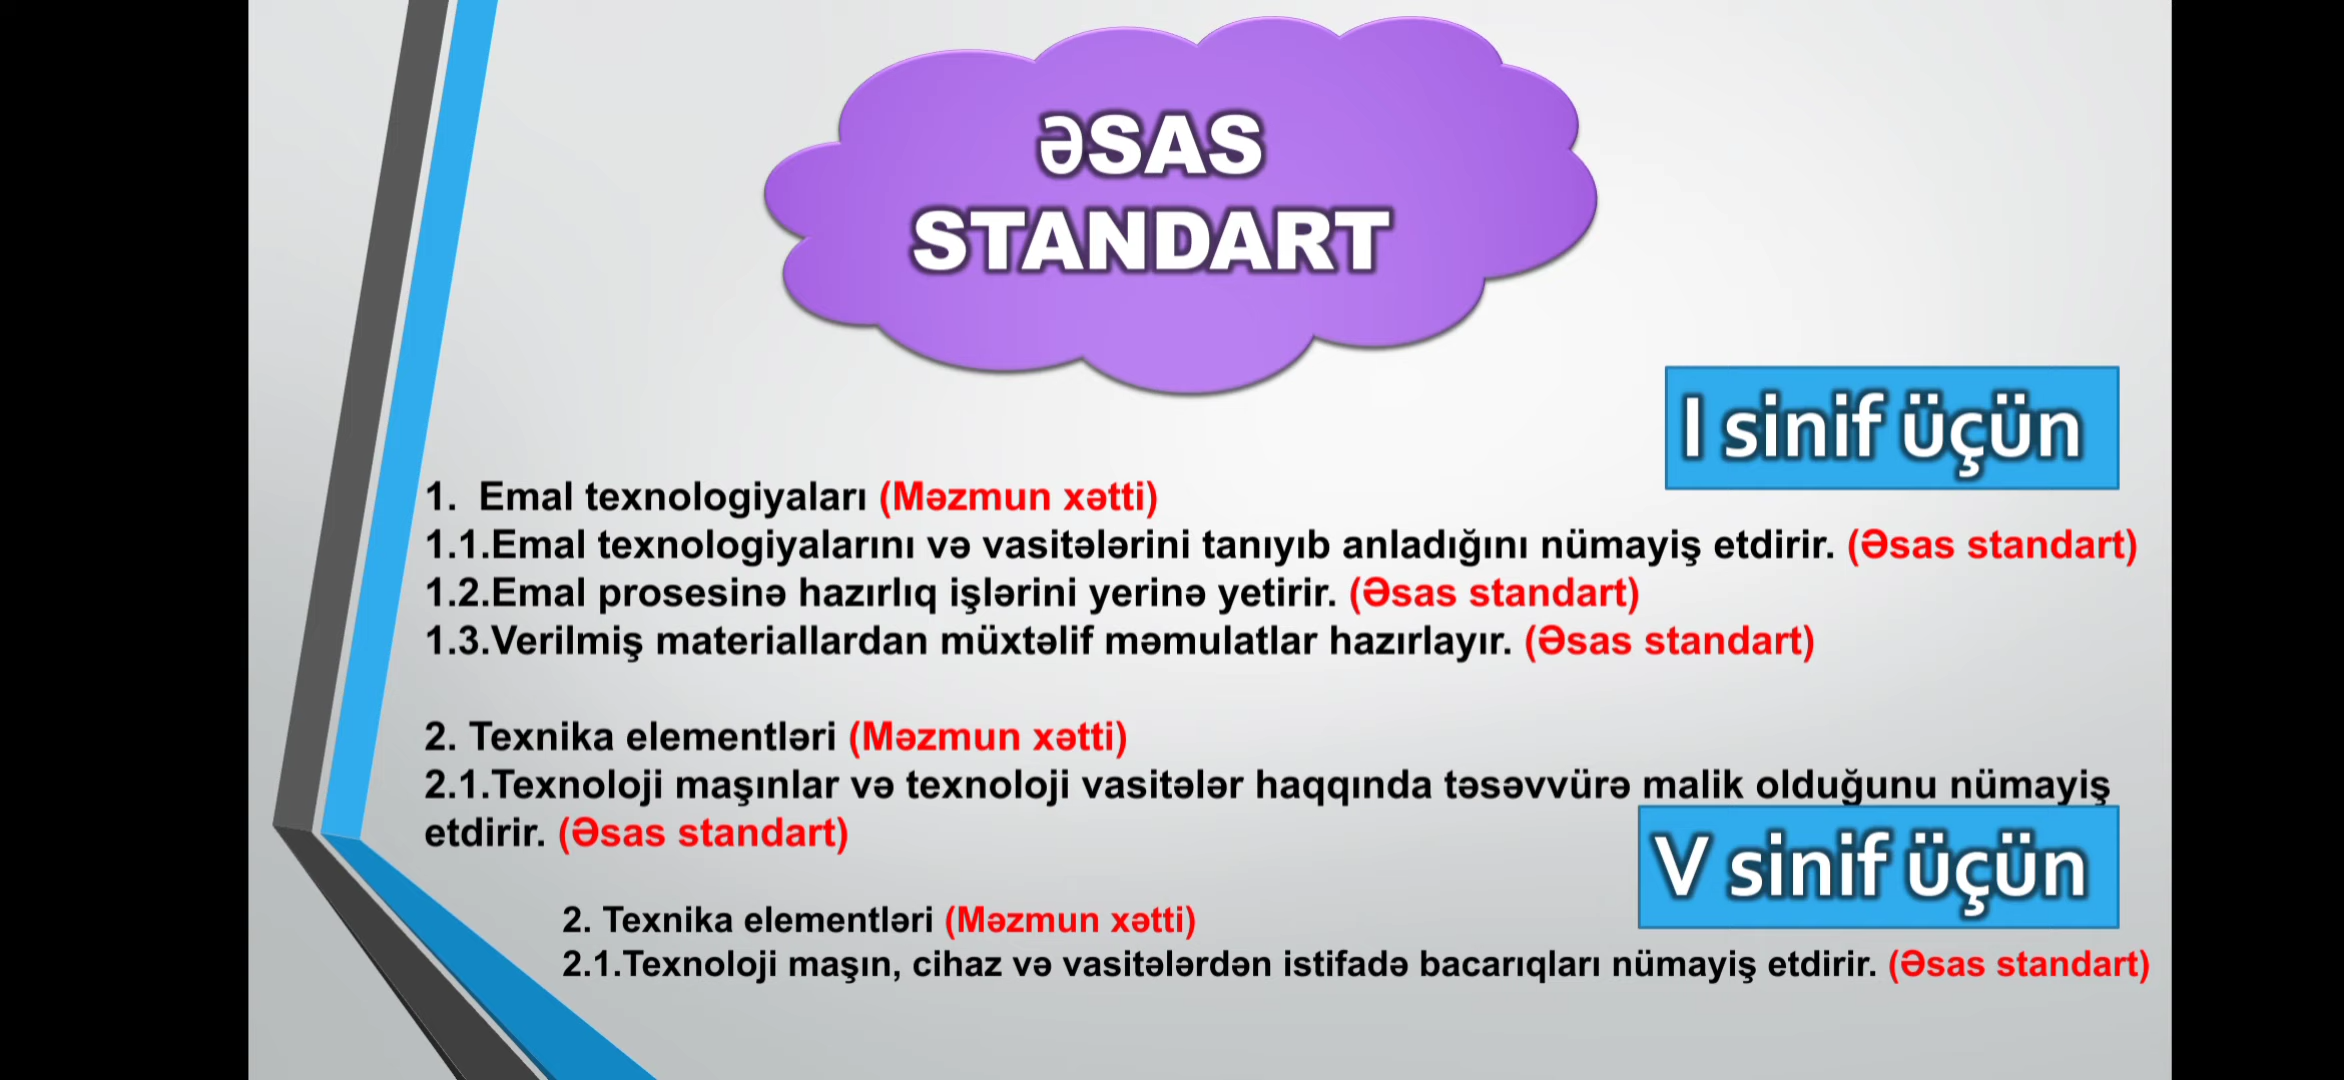 ƏSAS
STANDART
I sinif üçün
1. Emal texnologiyaları (Məzmun xətti)
1.1.Emal texnologiyalarını və vasitələrini tanıyıb anladığını nümayiş etdirir. (Əsas standart)
1.2.Emal prosesinə hazırlıq işlərini yerinə yetirir. (Əsas standart)
1.3.Verilmiş materiallardan müxtəlif məmulatlar hazırlayır. (Əsas standart)
2. Texnika elementləri (Məzmun xətti)
2.1.Texnoloji maşınlar və texnoloji vasitələr haqqında təsəvvürə malik olduğunu nümayiş
etdirir. (Əsas standart)
V sinif üçün
2. Texnika elementləri (Məzmun xətti)
2.1.Texnoloji maşın, cihaz və vasitələrdən istifadə bacarıqları nümayiş etdirir. (Əsas standart)